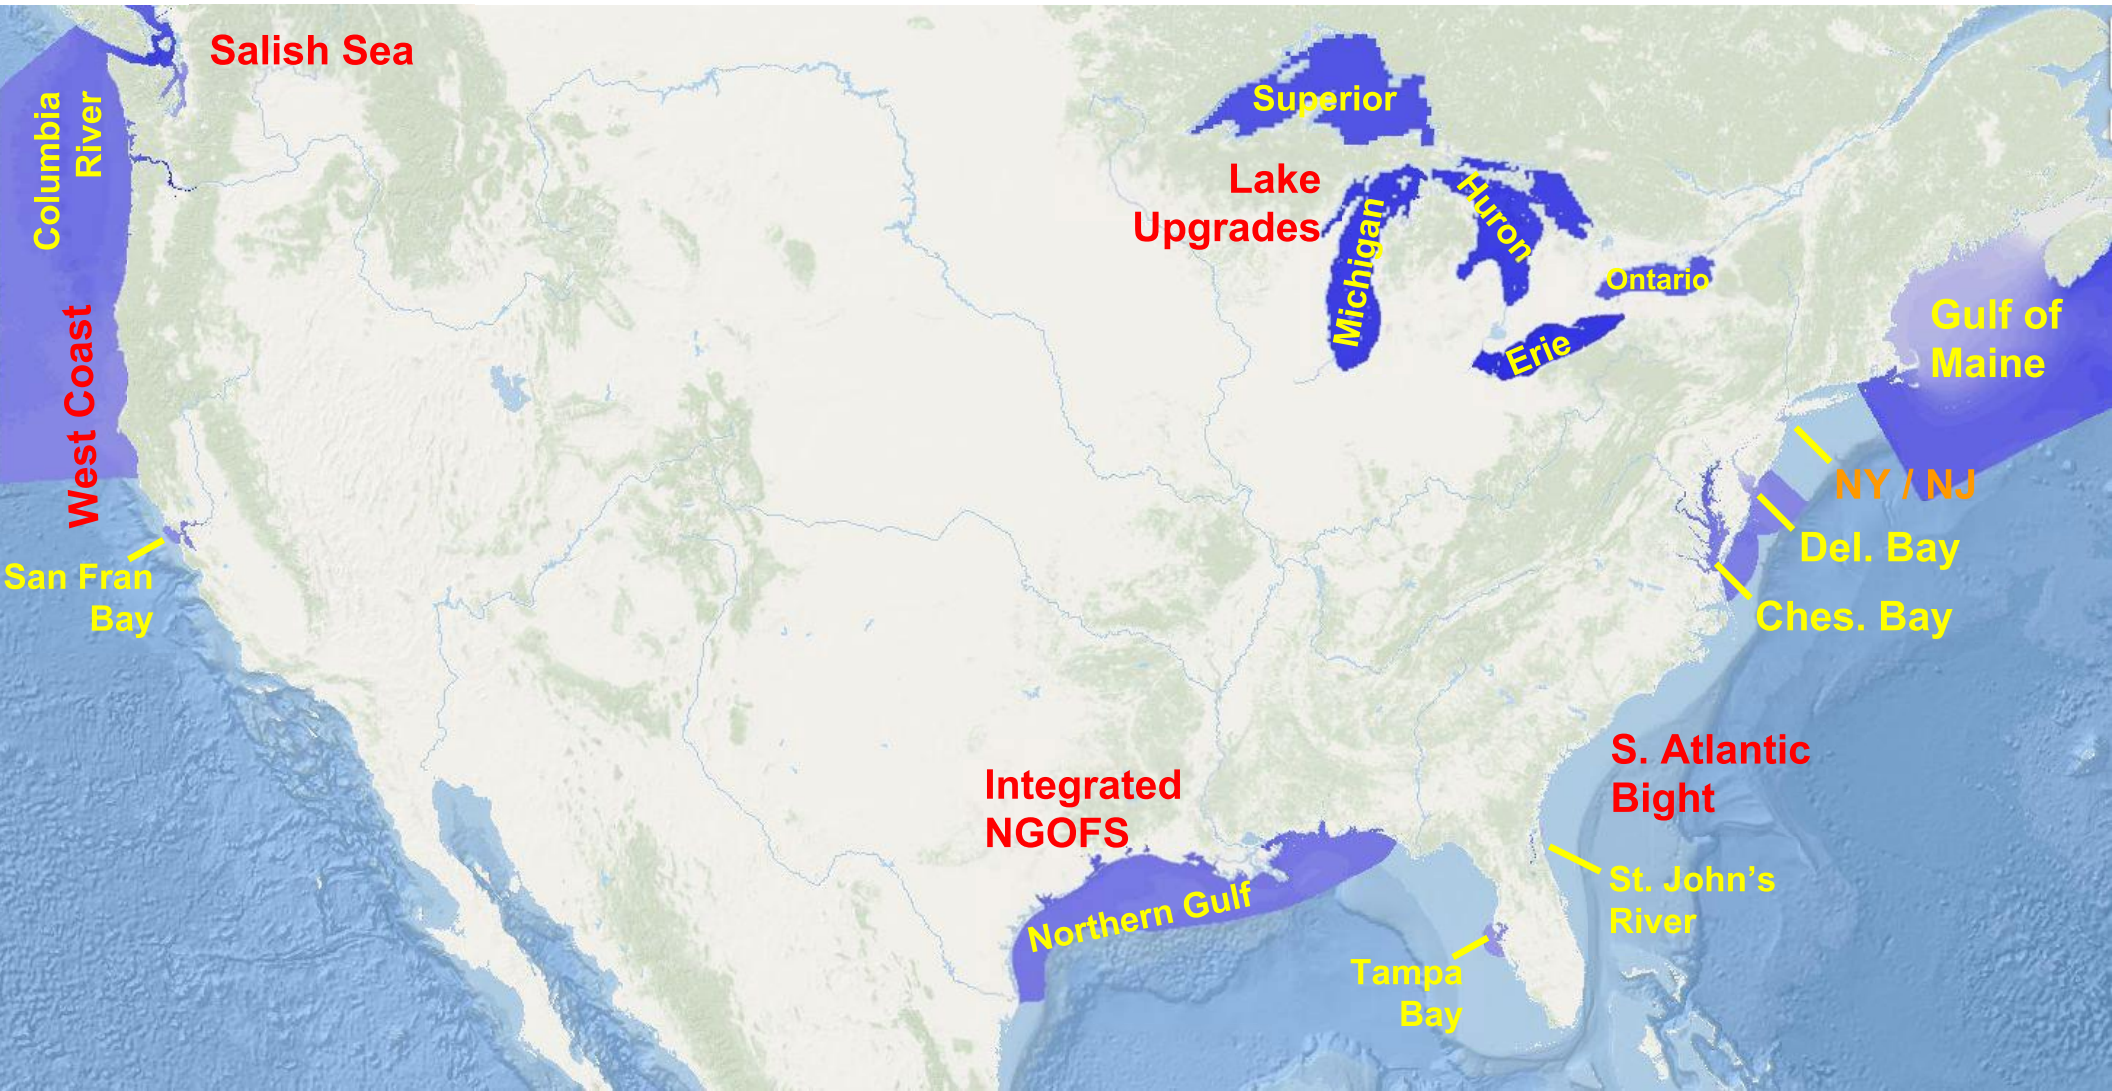 Salish Sea
Columbia
River
Superior
Lake
Upgrades
Michigan
Huron
Ontario
Erie
Gulf of
Maine
West Coast
NY / NJ
Del. Bay
San Fran
Bay
Ches. Bay
S. Atlantic
Bight
Integrated
NGOFS
Northern Gulf
St. John’s
River
Tampa
Bay